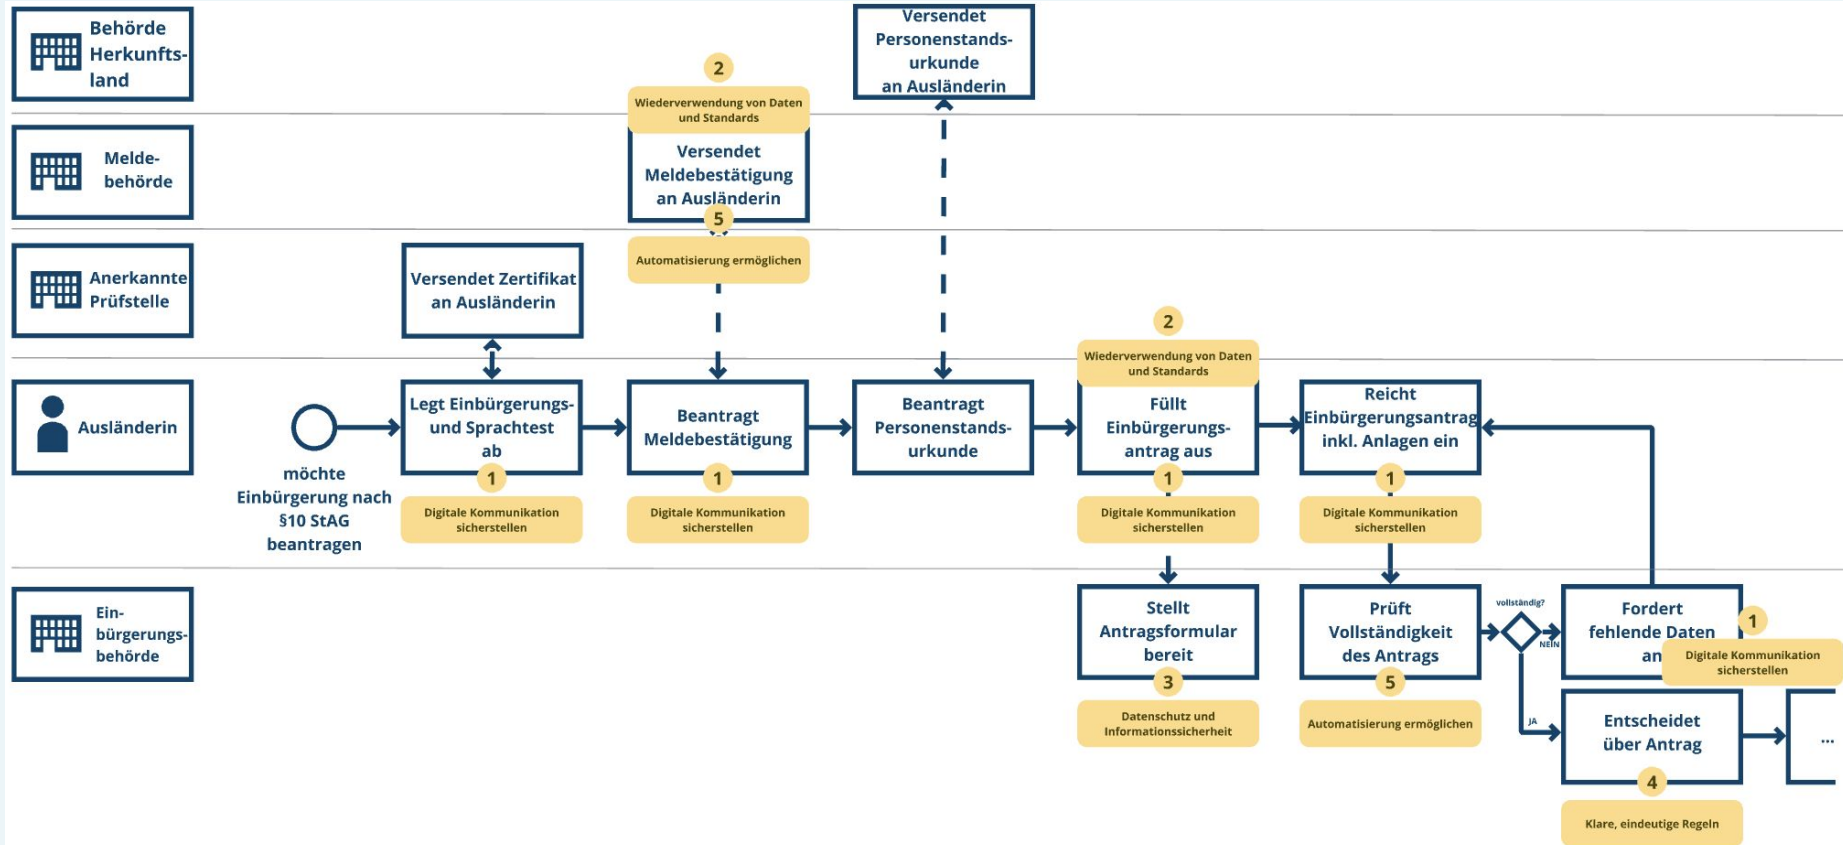 Behörde
Herkunfts-
land
Versendet
Personenstands-
urkunde
an Ausländerin
2
Wiederverwendung von Daten
und Standards
Melde-
behörde
Versendet
Meldebestätigung
an Ausländerin
5
Automatisierung ermöglichen
Anerkannte
Prüfstelle
Versendet Zertifikat
an Ausländerin
2
Wiederverwendung von Daten
und Standards
Ausländerin
möchte
Einbürgerung nach
§10 StAG
beantragen
Legt Einbürgerungs-
und Sprachtest
ab
1
Digitale Kommunikation
sicherstellen
Beantragt
Meldebestätigung
1
Digitale Kommunikation
sicherstellen
Beantragt
Personenstands-
urkunde
Füllt
Einbürgerungs-
antrag aus
1
Digitale Kommunikation
sicherstellen
Reicht
Einbürgerungsantrag
inkl. Anlagen ein
1
Digitale Kommunikation
sicherstellen
Ein-
bürgerungs-
behörde
Stellt
Antragsformular
bereit
3
Datenschutz und
Informationssicherheit
Prüft
Vollständigkeit
des Antrags
5
Automatisierung ermöglichen
vollständig?
NEIN
JA
Fordert
fehlende Daten
an
1
Digitale Kommunikation
sicherstellen
Entscheidet
über Antrag
4
Klare, eindeutige Regeln
...